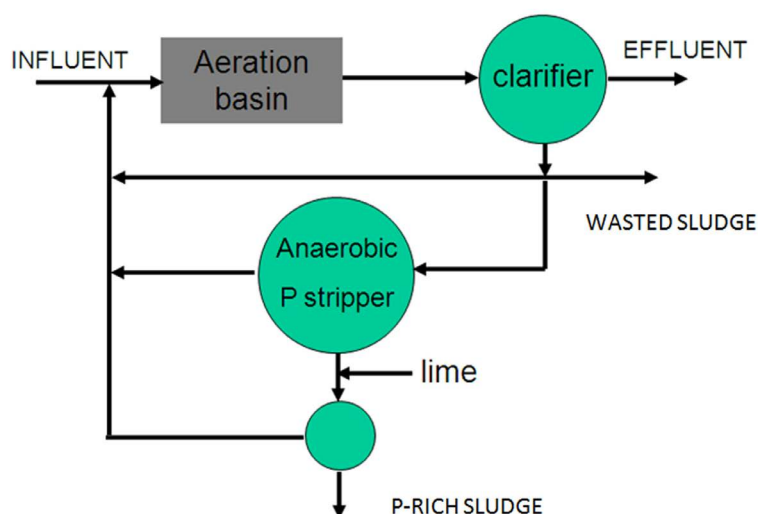 INFLUENT
Aeration
basin
clarifier
EFFLUENT
WASTED SLUDGE
Anaerobic
P stripper
lime
P-RICH SLUDGE